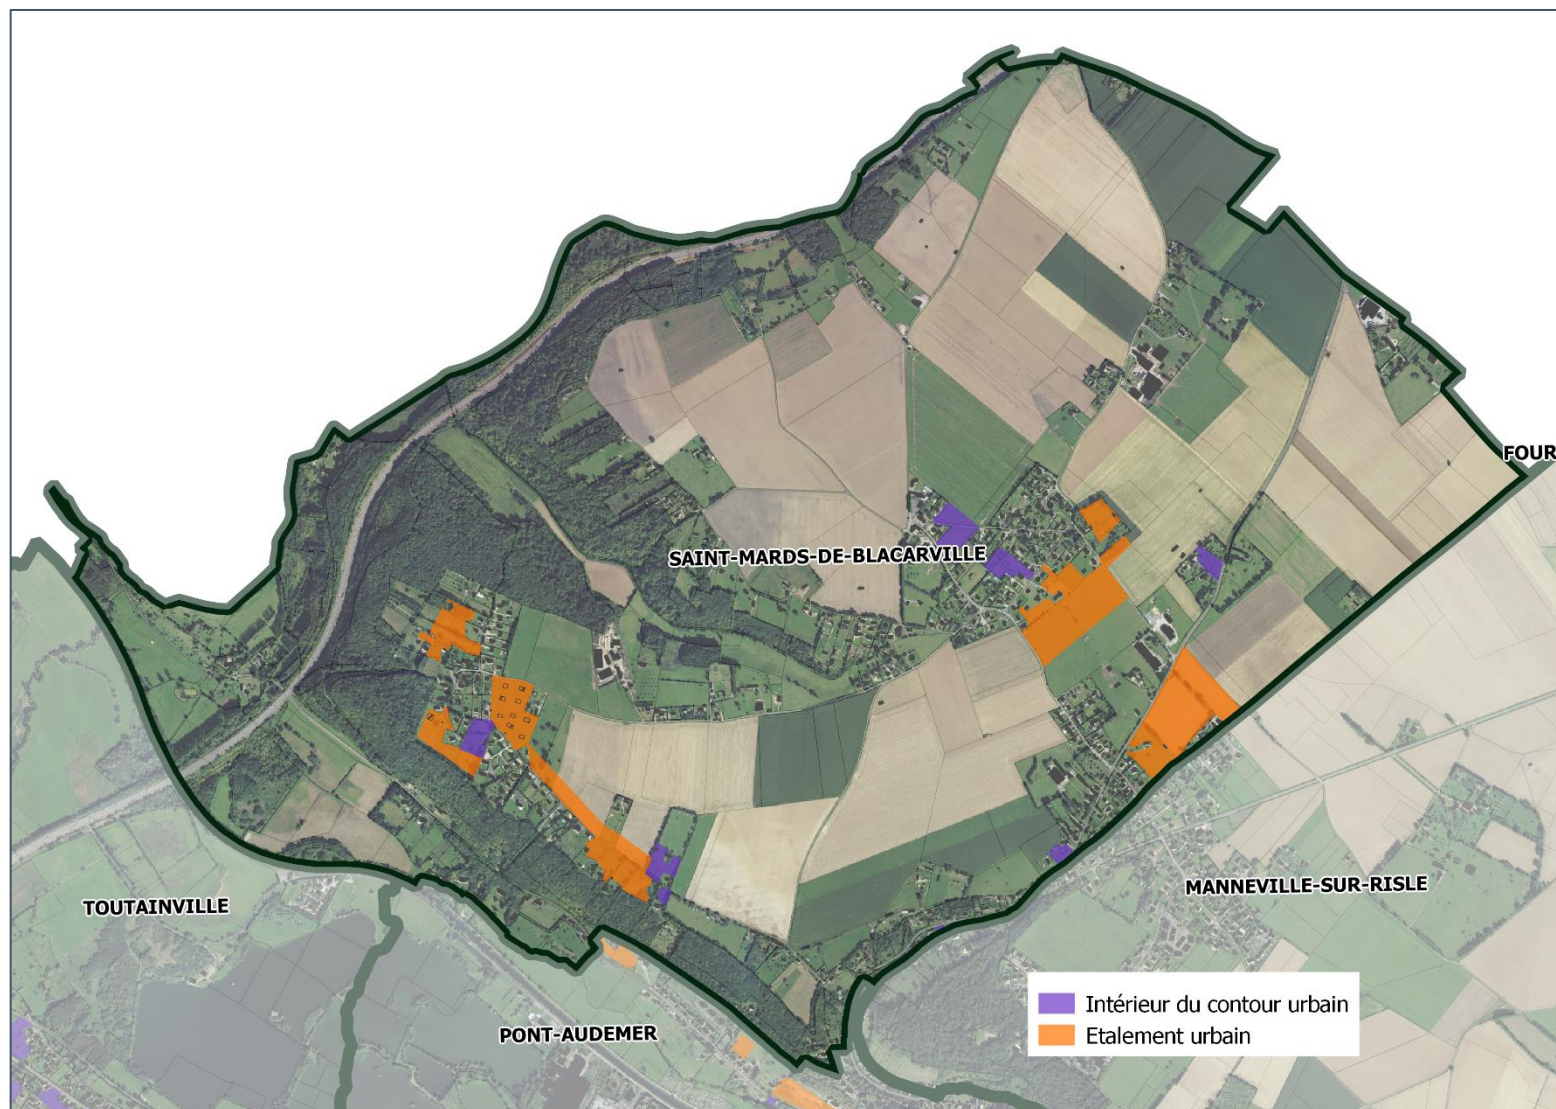 FOUR
SAINT-MARDS-DE-BLACARVILLE
MANNEVILLE-SUR-RISLE
TOUTAINVILLE
PONT-AUDEMER
Intérieur du contour urbain
Etalement urbain